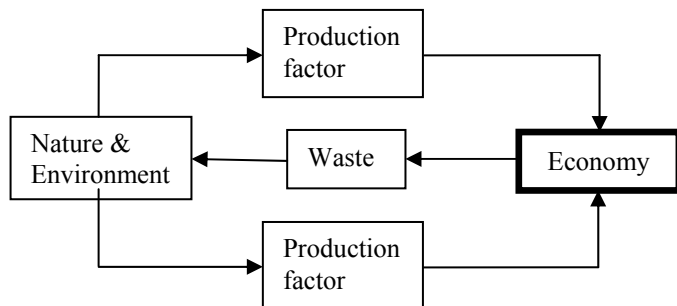 Production
factor
Nature &
Environment
Waste
Economy
Production
factor